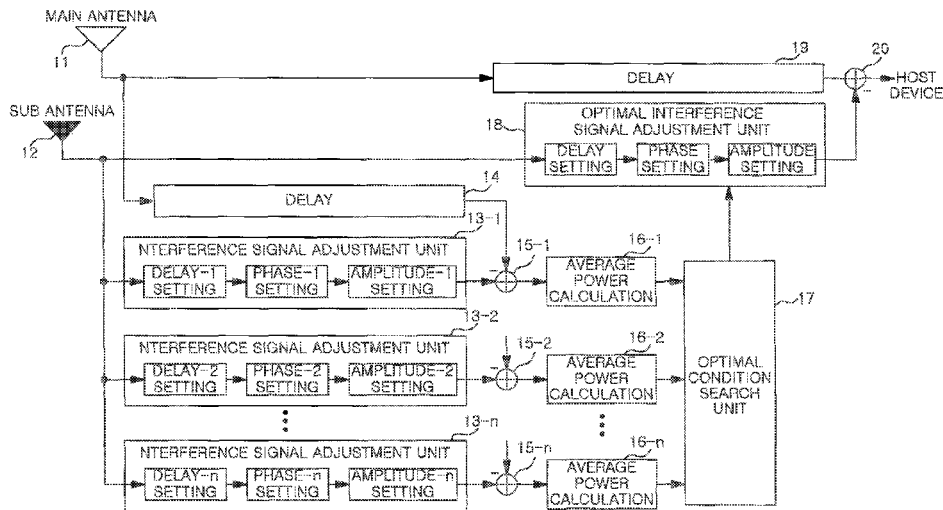 MAIN ANTENNA
11
SUB ANTENNA
12
19
DELAY
20
HOST
DEVICE
18
OPTIMAL INTERFERENCE
SIGNAL ADJUSTMENT UNIT
DELAY
SETTING
PHASE
SETTING
AMPLITUDE
SETTING
14
DELAY
13-1
NTERFERENCE SIGNAL ADJUSTMENT UNIT
DELAY-1
SETTING
PHASE-1
SETTING
AMPLITUDE-1
SETTING
15-1
16-1
AVERAGE
POWER
CALCULATION
17
OPTIMAL
CONDITION
SEARCH
UNIT
13-2
NTERFERENCE SIGNAL ADJUSTMENT UNIT
DELAY-2
SETTING
PHASE-2
SETTING
AMPLITUDE-2
SETTING
15-2
16-2
AVERAGE
POWER
CALCULATION
13-n
NTERFERENCE SIGNAL ADJUSTMENT UNIT
DELAY-n
SETTING
PHASE-n
SETTING
AMPLITUDE-n
SETTING
15-n
16-n
AVERAGE
POWER
CALCULATION